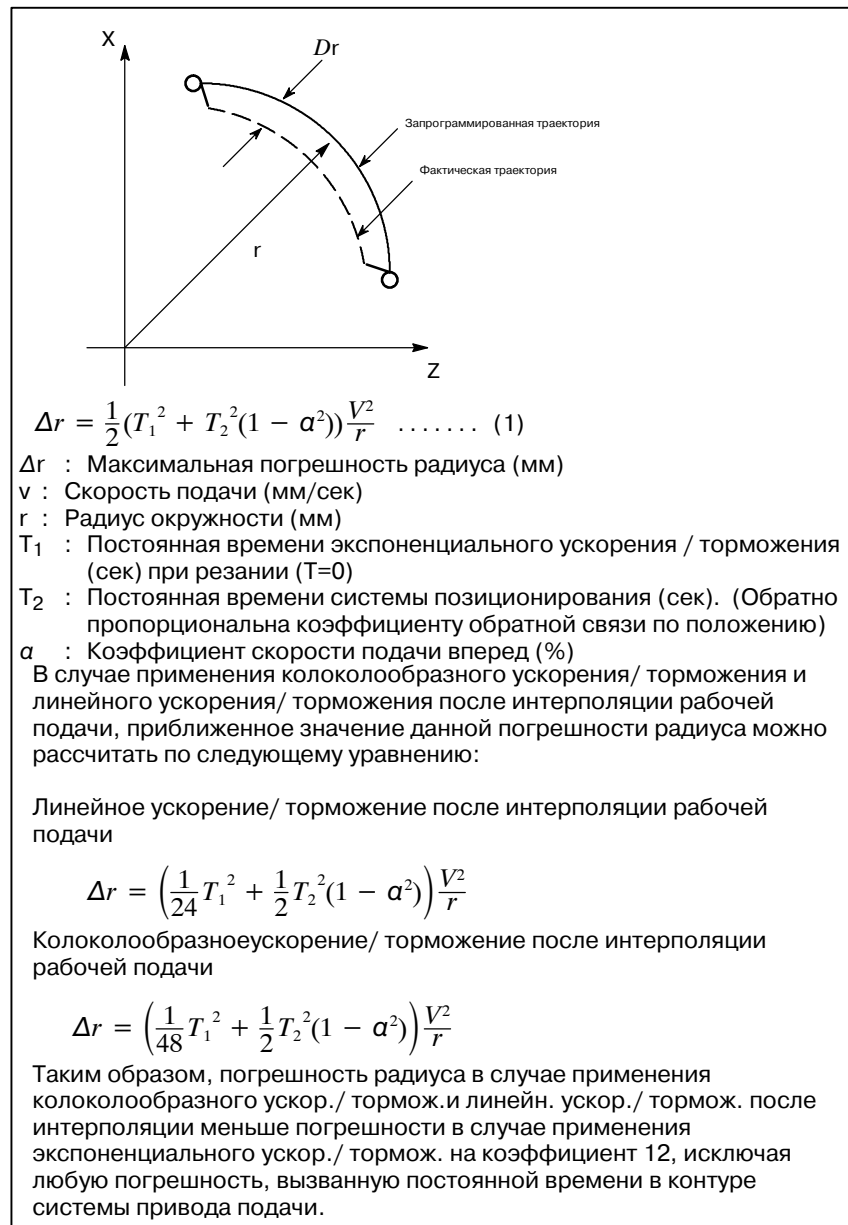 X
Dr
Запрограммированная траектория
Фактическая траектория
r
Z
Δr = 1/2(T₁² + T₂²(1 − α²))V²/r ....... (1)
Δr : Максимальная погрешность радиуса (мм)
v : Скорость подачи (мм/сек)
r : Радиус окружности (мм)
T₁ : Постоянная времени экспоненциального ускорения / торможения
(сек) при резании (T=0)
T₂ : Постоянная времени системы позиционирования (сек). (Обратно
пропорциональна коэффициенту обратной связи по положению)
α : Коэффициент скорости подачи вперед (%)
В случае применения колоколообразного ускорения/ торможения и
линейного ускорения/ торможения после интерполяции рабочей
подачи, приближенное значение данной погрешности радиуса можно
рассчитать по следующему уравнению:
Линейное ускорение/ торможение после интерполяции рабочей
подачи
Δr = (1/24 T₁² + 1/2 T₂²(1 − α²))V²/r
Колоколообразноеускорение/ торможение после интерполяции
рабочей подачи
Δr = (1/48 T₁² + 1/2 T₂²(1 − α²))V²/r
Таким образом, погрешность радиуса в случае применения
колоколообразного ускор./ тормож.и линейн. ускор./ тормож. после
интерполяции меньше погрешности в случае применения
экспоненциального ускор./ тормож. на коэффициент 12, исключая
любую погрешность, вызванную постоянной времени в контуре
системы привода подачи.